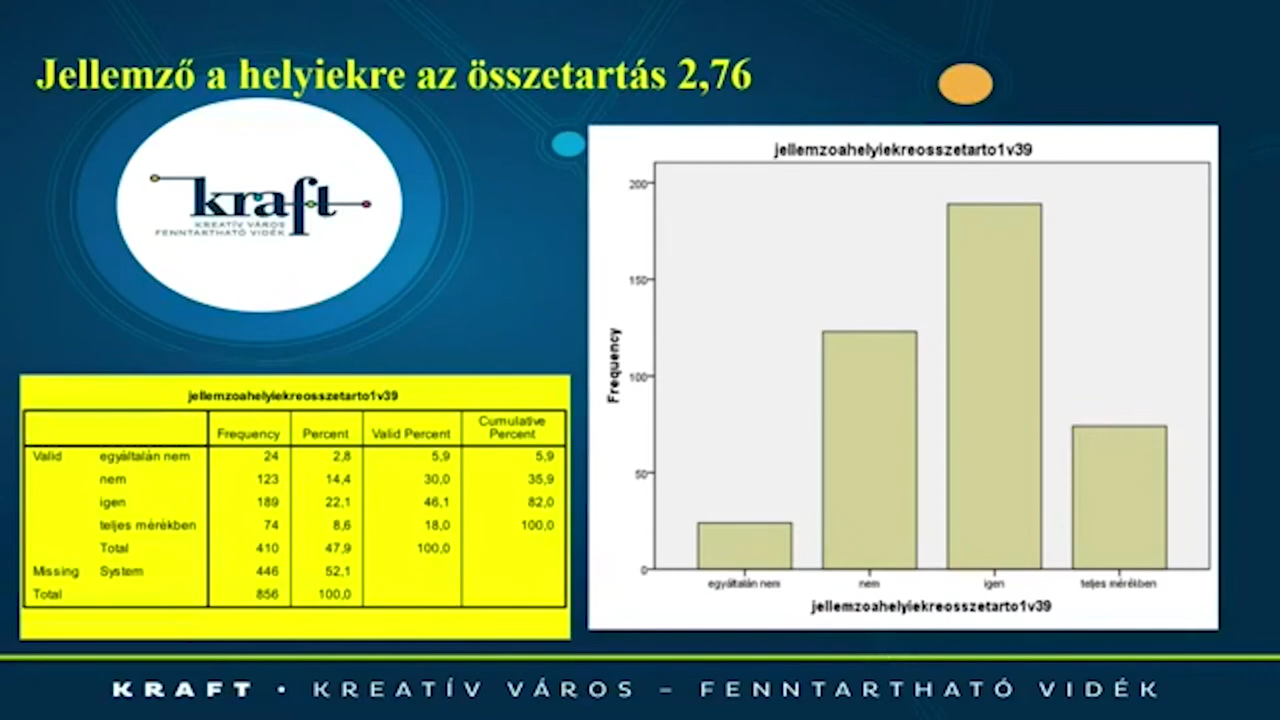 Jellemző a helyiekre az összetartás 2,76
kraft
KREATÍV VÁROS
FENNTARTHATÓ VIDÉK
jellemzoahelyiekreosszetarto1v39
Frequency Percent Valid Percent Cumulative Percent
Valid egyáltalán nem 24 2,8 5,9 5,9
nem 123 14,4 30,0 35,9
igen 189 22,1 46,1 82,0
teljes mérékben 74 8,6 18,0 100,0
Total 410 47,9 100,0
Missing System 446 52,1
Total 856 100,0
jellemzoahelyiekreosszetarto1v39
Frequency
200
150
100
50
0
egyáltalán nem nem igen teljes mérékben
jellemzoahelyiekreosszetarto1v39
KRAFT • KREATÍV VÁROS – FENNTARTHATÓ VIDÉK